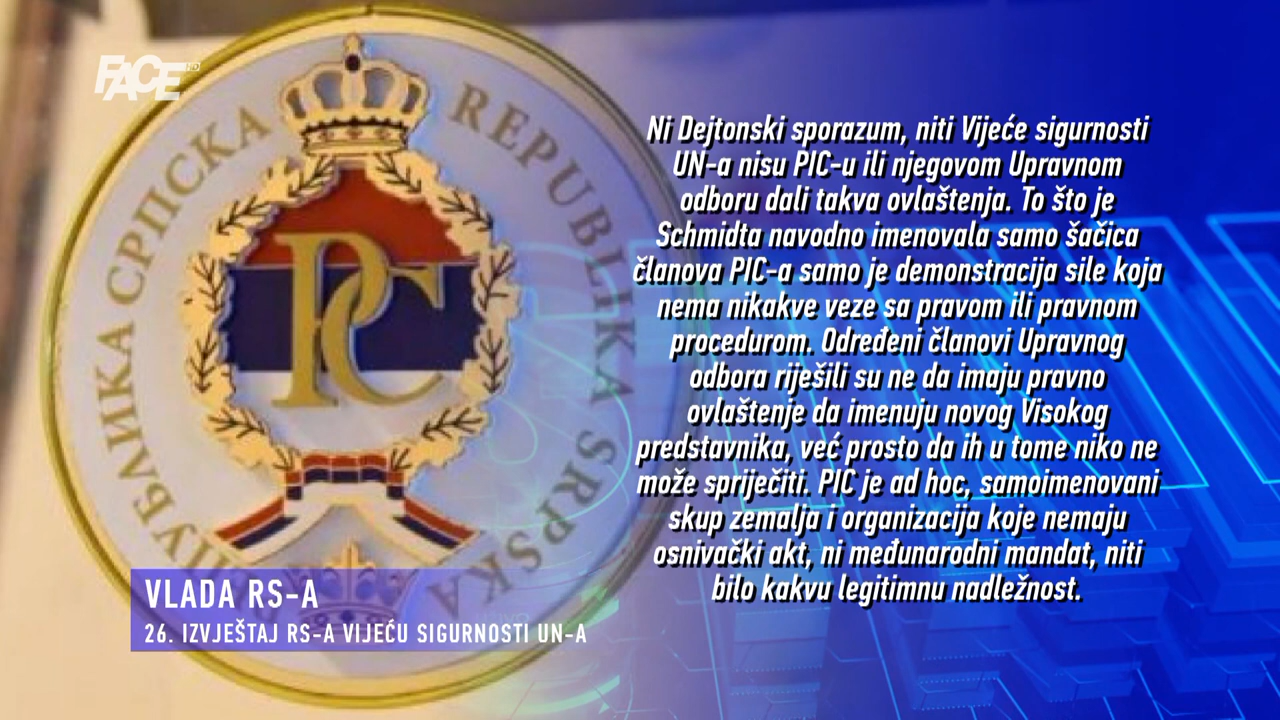 FACE HD
РЕПУБЛИКА СРПСКА
REPUBLIKA SRPSKA
РС
Ni Dejtonski sporazum, niti Vijeće sigurnosti
UN-a nisu PIC-u ili njegovom Upravnom
odboru dali takva ovlaštenja. To što je
Schmidta navodno imenovala samo šačica
članova PIC-a samo je demonstracija sile koja
nema nikakve veze sa pravom ili pravnom
procedurom. Određeni članovi Upravnog
odbora riješili su ne da imaju pravno
ovlaštenje da imenuju novog Visokog
predstavnika, već prosto da ih u tome niko ne
može spriječiti. PIC je ad hoc, samoimenovani
skup zemalja i organizacija koje nemaju
osnivački akt, ni međunarodni mandat, niti
bilo kakvu legitimnu nadležnost.
VLADA RS-A
26. IZVJEŠTAJ RS-A VIJEĆU SIGURNOSTI UN-A